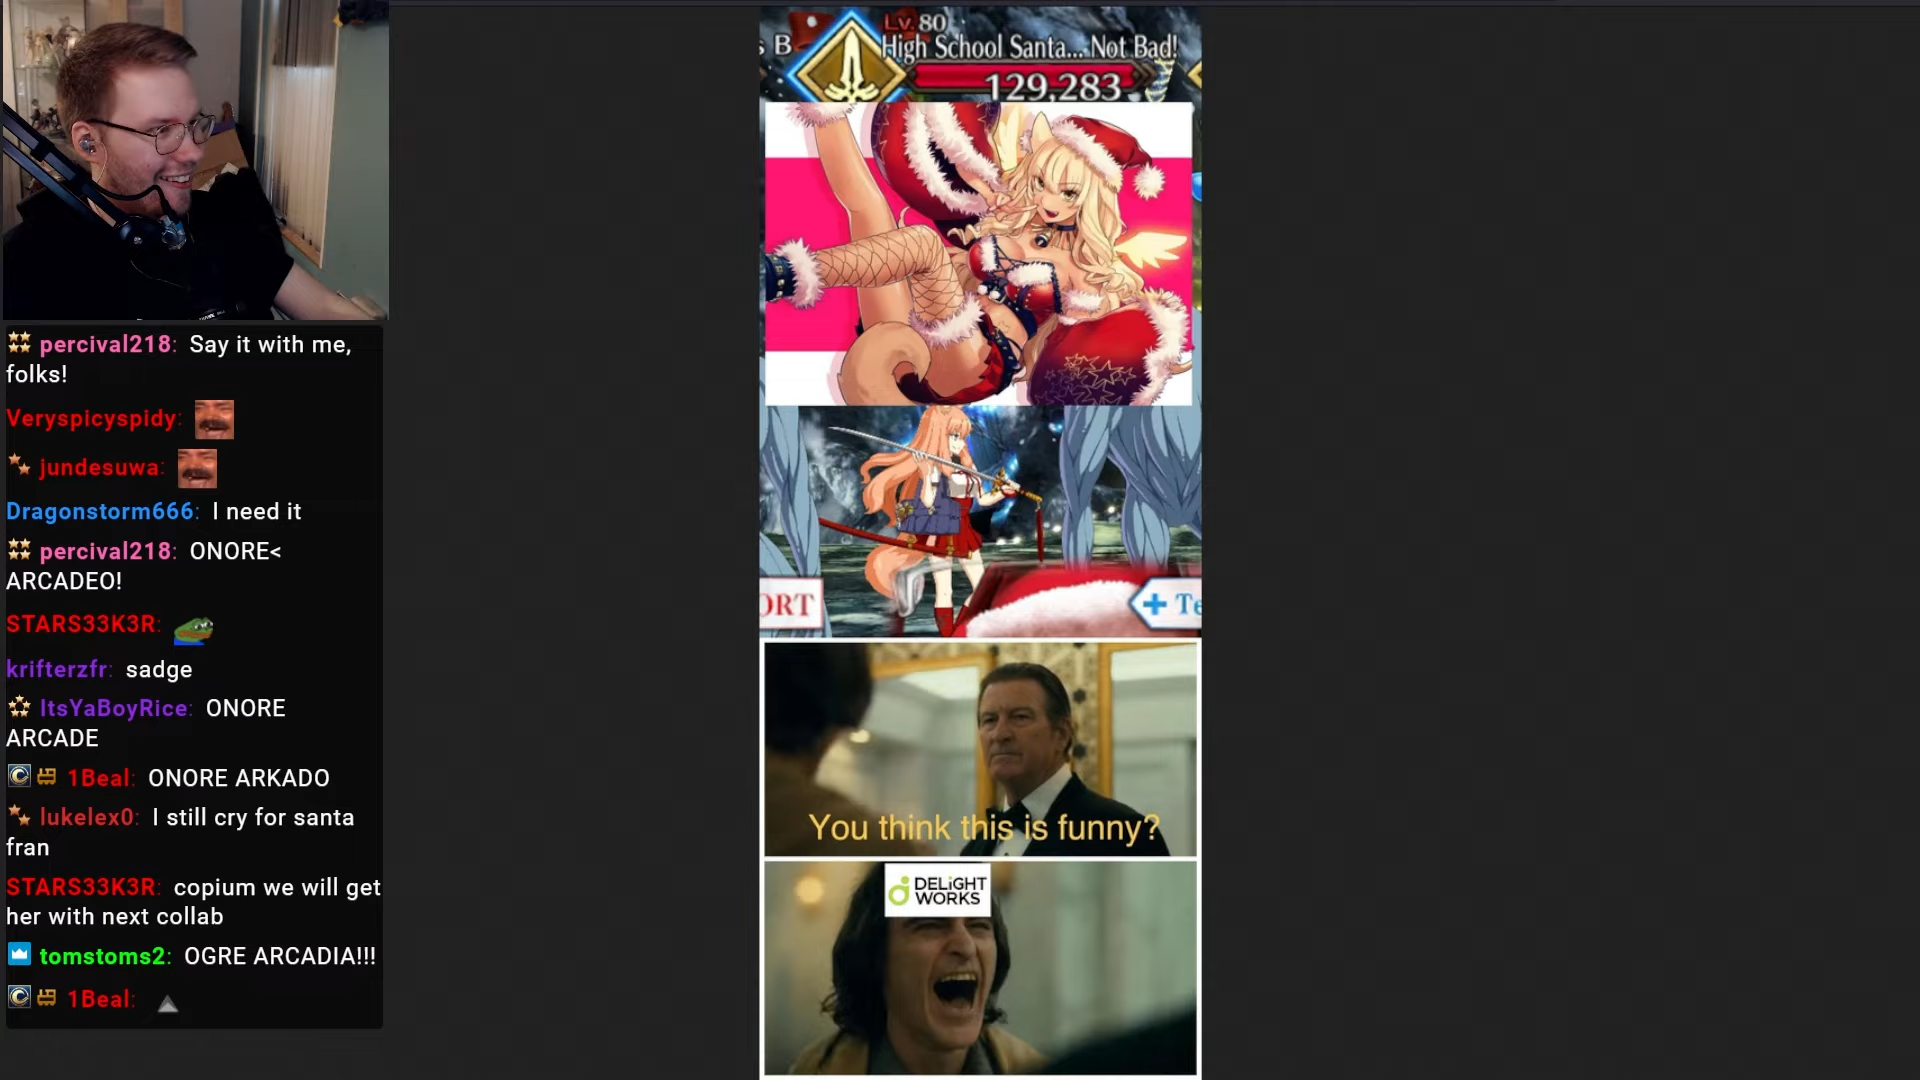 percival218: Say it with me,
folks!
Veryspicyspidy:
jundesuwa:
Dragonstorm666: I need it
percival218: ONORE<
ARCADEO!
STARS33K3R:
krifterzfr: sadge
ItsYaBoyRice: ONORE
ARCADE
1Beal: ONORE ARKADO
lukelex0: I still cry for santa
fran
STARS33K3R: copium we will get
her with next collab
tomstoms2: OGRE ARCADIA!!!
1Beal:
s B
Lv. 80
High School Santa... Not Bad!
129,283
ORT
+ Te
You think this is funny?
DELiGHT
WORKS